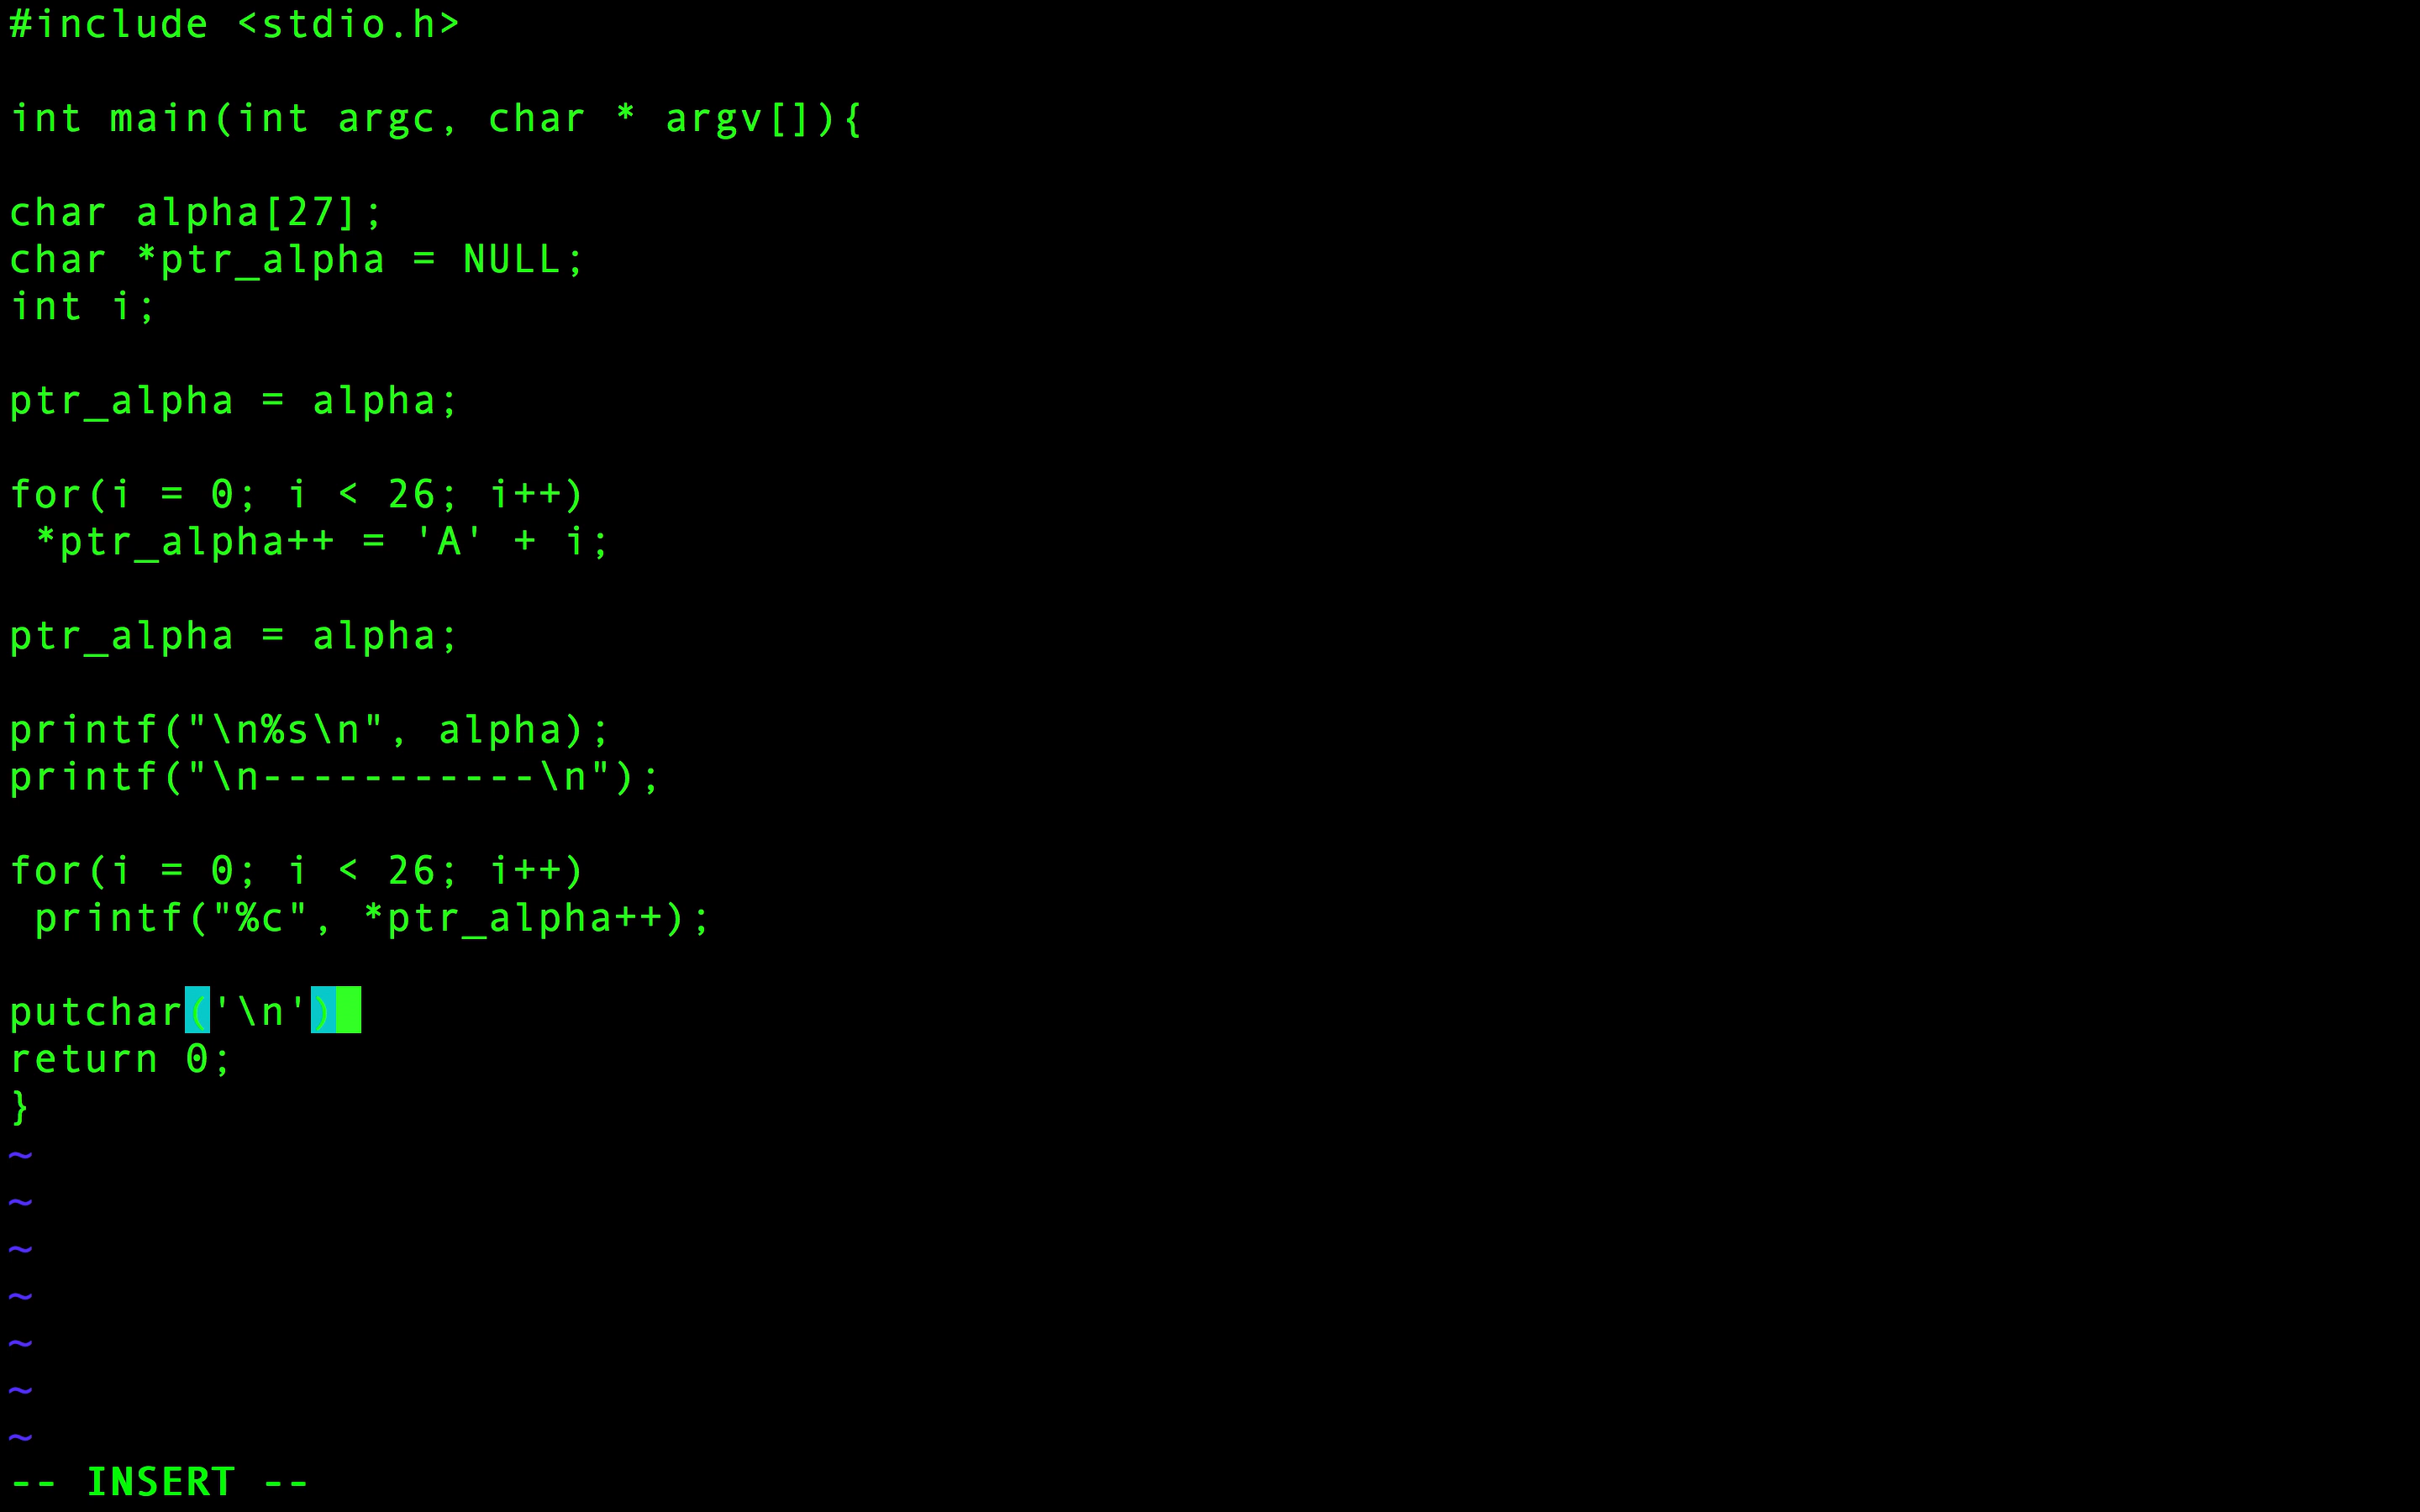 #include <stdio.h>
int main(int argc, char * argv[]){
char alpha[27];
char *ptr_alpha = NULL;
int i;
ptr_alpha = alpha;
for(i = 0; i < 26; i++)
 *ptr_alpha++ = 'A' + i;
ptr_alpha = alpha;
printf("\n%s\n", alpha);
printf("\n-----------\n");
for(i = 0; i < 26; i++)
 printf("%c", *ptr_alpha++);
putchar('\n')
return 0;
}
~
~
~
~
~
~
~
-- INSERT --